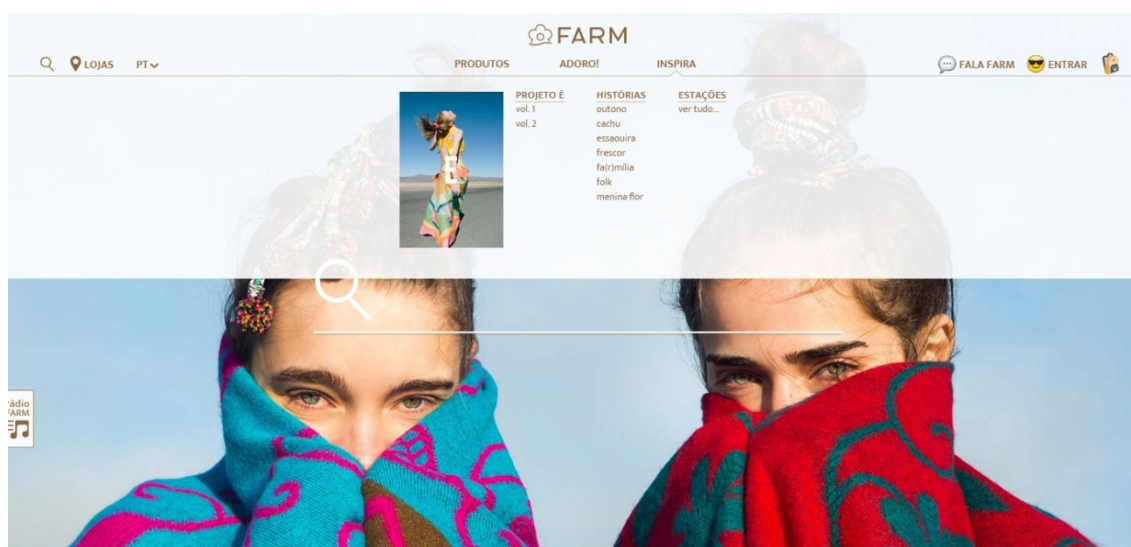 FARM
LOJAS PT
PRODUTOS ADORO! INSPIRA
FALA FARM ENTRAR
PROJETO É
vol. 1
vol. 2
HISTÓRIAS
outono
cachu
essaouira
frescor
fa(r)mília
folk
menina flor
ESTAÇÕES
ver tudo...
É
rádio
FARM